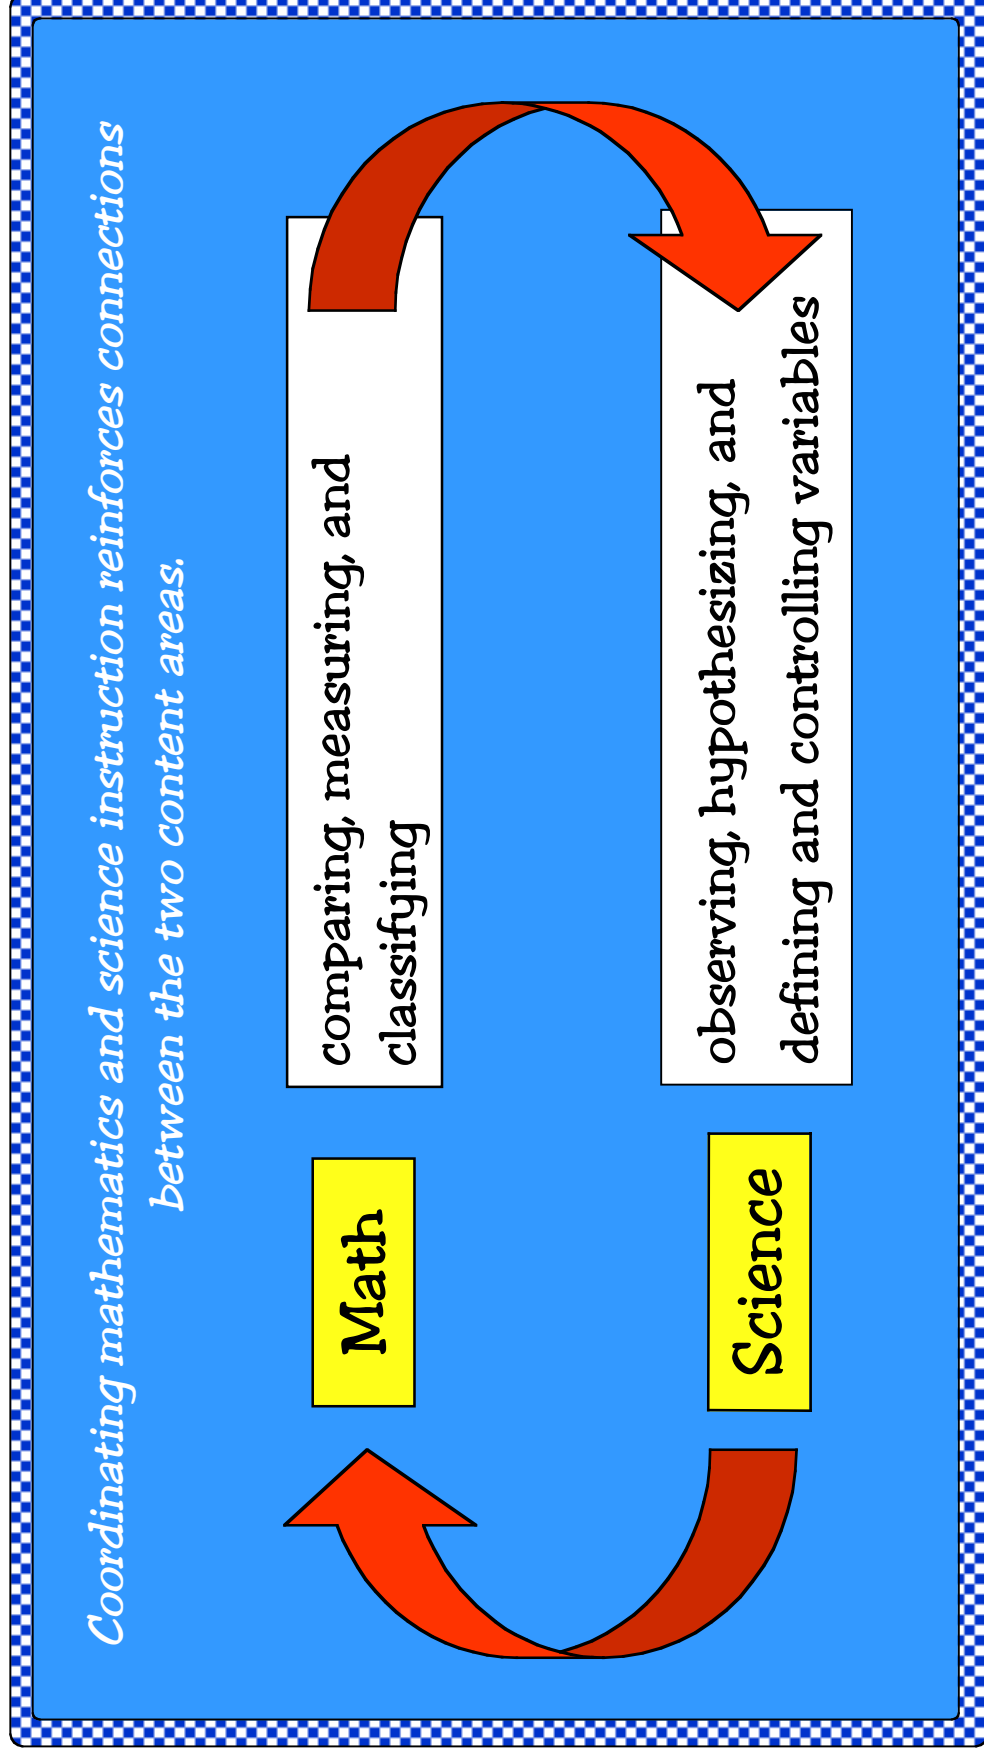 Coordinating mathematics and science instruction reinforces connections
between the two content areas.
Math
comparing, measuring, and
classifying
Science
observing, hypothesizing, and
defining and controlling variables